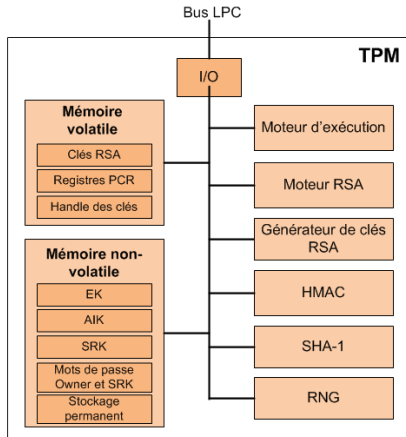 Bus LPC
TPM
I/O
Mémoire
volatile
Clés RSA
Registres PCR
Handle des clés
Mémoire non-
volatile
EK
AIK
SRK
Mots de passe
Owner et SRK
Stockage
permanent
Moteur d'exécution
Moteur RSA
Générateur de clés
RSA
HMAC
SHA-1
RNG